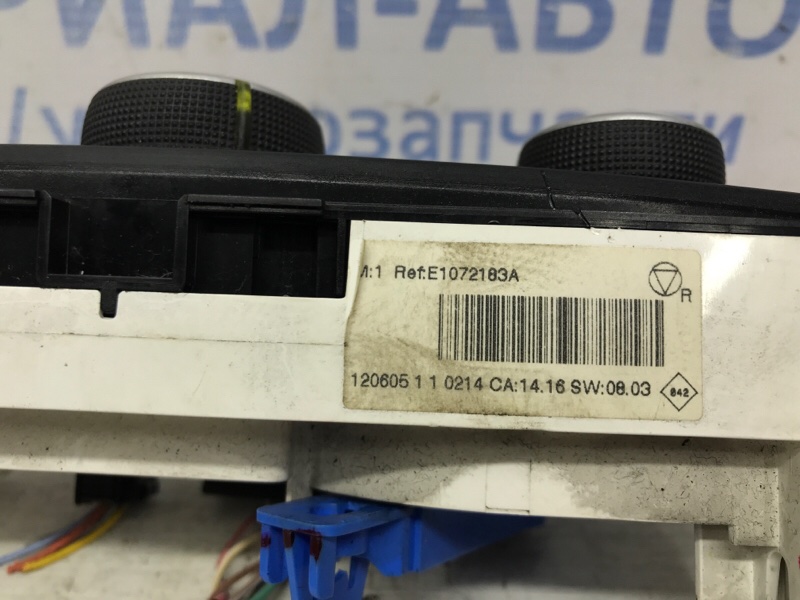 РИАЛ-АВТО
запчасти
M:1 Ref:E1072183A
R
120605 1 1 0214 CA:14.16 SW:08.03
842